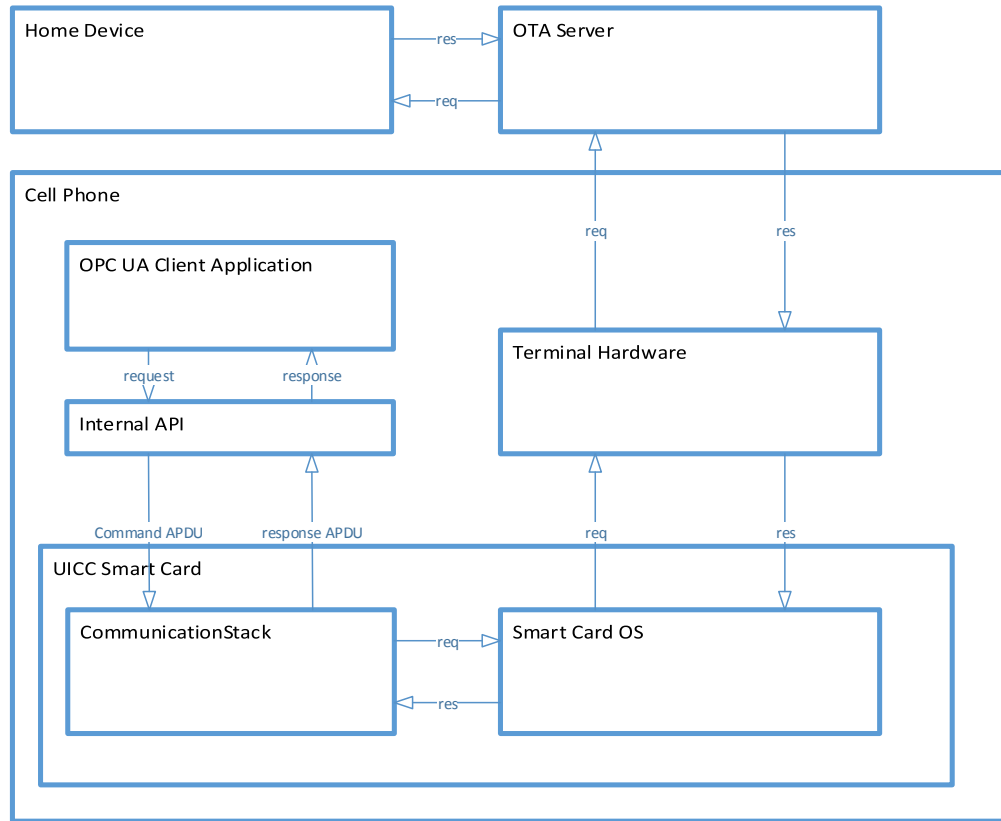 Home Device
res
OTA Server
req
Cell Phone
req
res
OPC UA Client Application
Terminal Hardware
request
response
Internal API
Command APDU
response APDU
req
res
UICC Smart Card
CommunicationStack
req
Smart Card OS
res